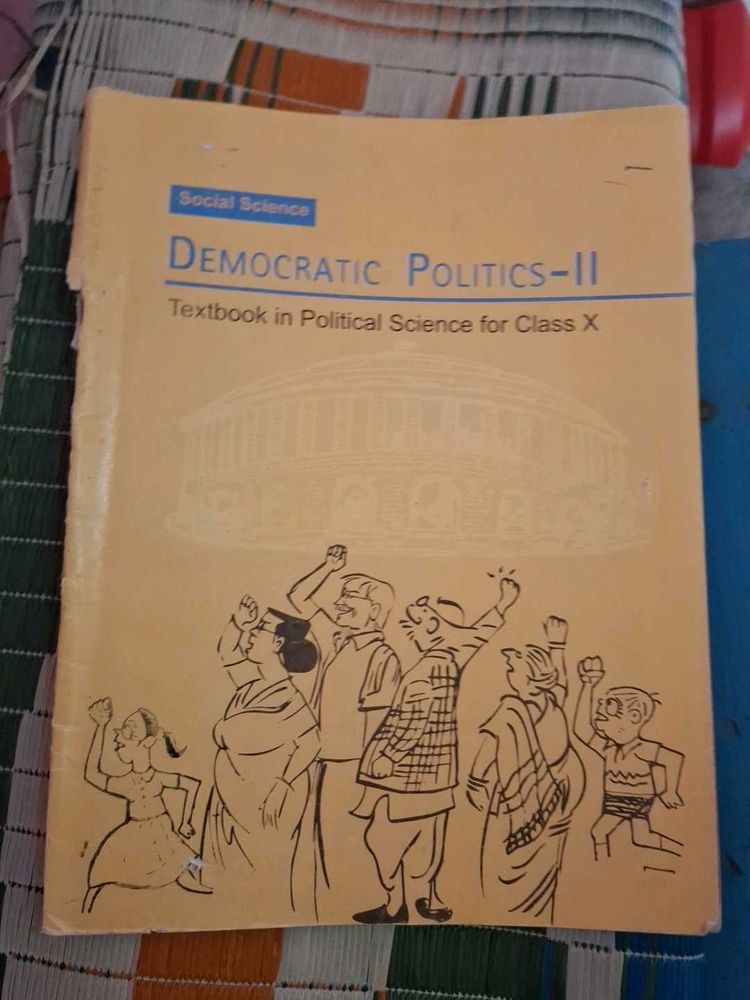 Social Science
DEMOCRATIC POLITICS-II
Textbook in Political Science for Class X